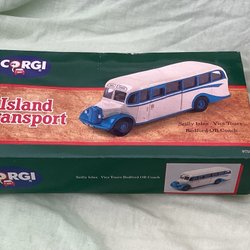 CORGI
Island
Transport
Scilly Isles - Vics Tours
Bedford OB Coach
CORGI
Scilly Isles - Vics Tours Bedford OB Coach